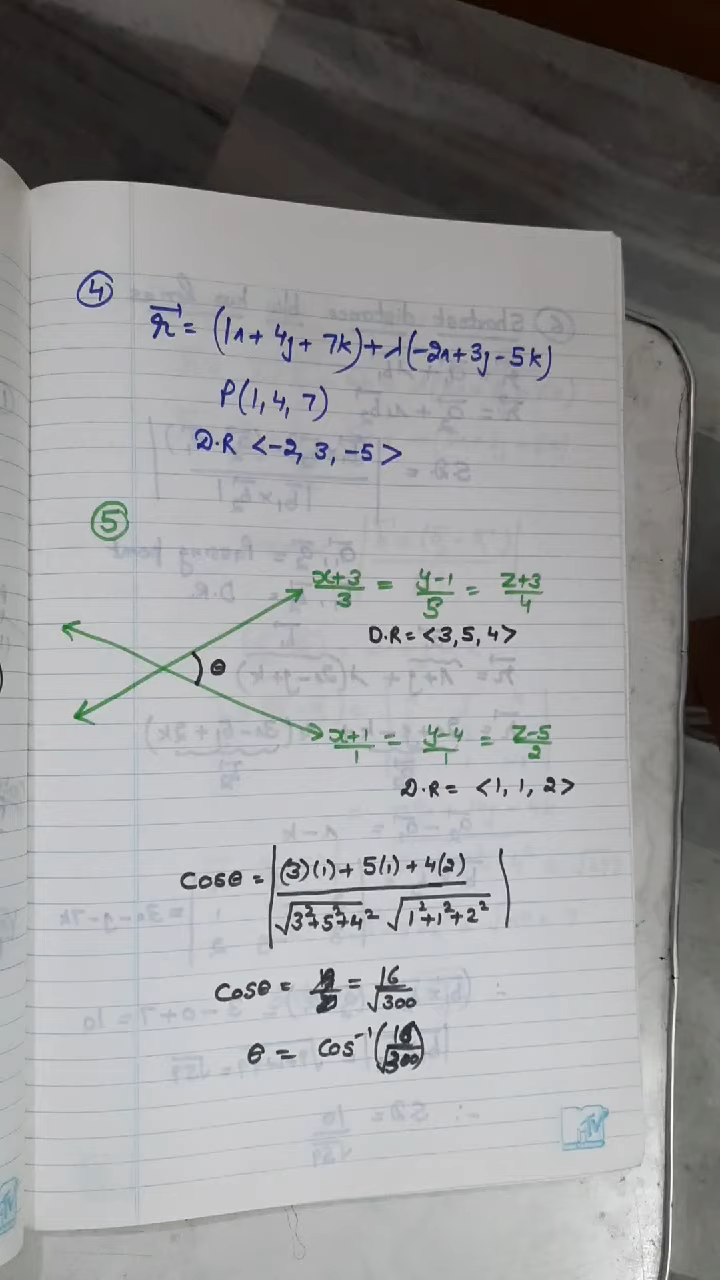 ④
r⃗ = (1i + 4j + 7k) + λ(-2i + 3j - 5k)
P(1, 4, 7)
D.R <-2, 3, -5>
⑤
x+3/3 = y-1/5 = z+3/4
D.R = <3, 5, 4>
θ
x+1/1 = y-4/1 = z-5/2
D.R = <1, 1, 2>
Cosθ = |(3)(1) + 5(1) + 4(2) / √3²+5²+4² √1²+1²+2²|
Cosθ = = 16/√300
θ = Cos⁻¹(16/√300)